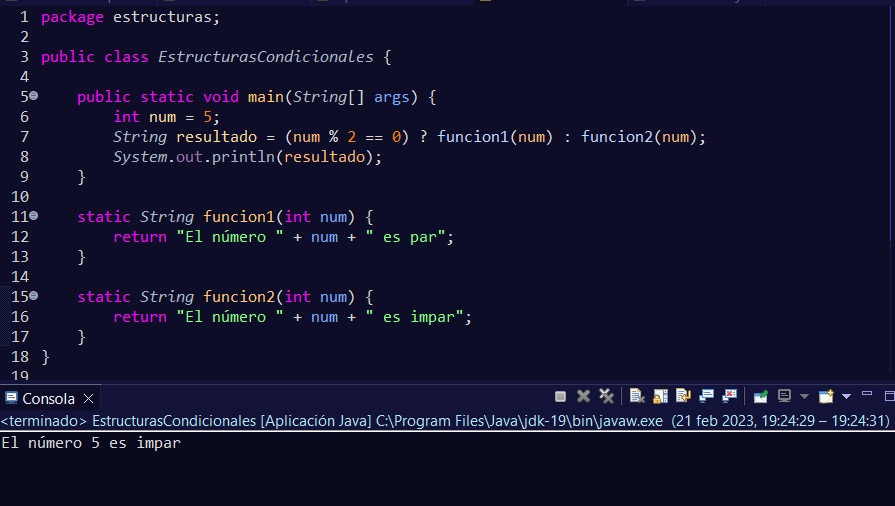 1 package estructuras;
2
3 public class EstructurasCondicionales {
4
5     public static void main(String[] args) {
6         int num = 5;
7         String resultado = (num % 2 == 0) ? funcion1(num) : funcion2(num);
8         System.out.println(resultado);
9     }
10
11     static String funcion1(int num) {
12         return "El número " + num + " es par";
13     }
14
15     static String funcion2(int num) {
16         return "El número " + num + " es impar";
17     }
18 }
19
Consola
<terminado> EstructurasCondicionales [Aplicación Java] C:\Program Files\Java\jdk-19\bin\javaw.exe (21 feb 2023, 19:24:29 – 19:24:31)
El número 5 es impar